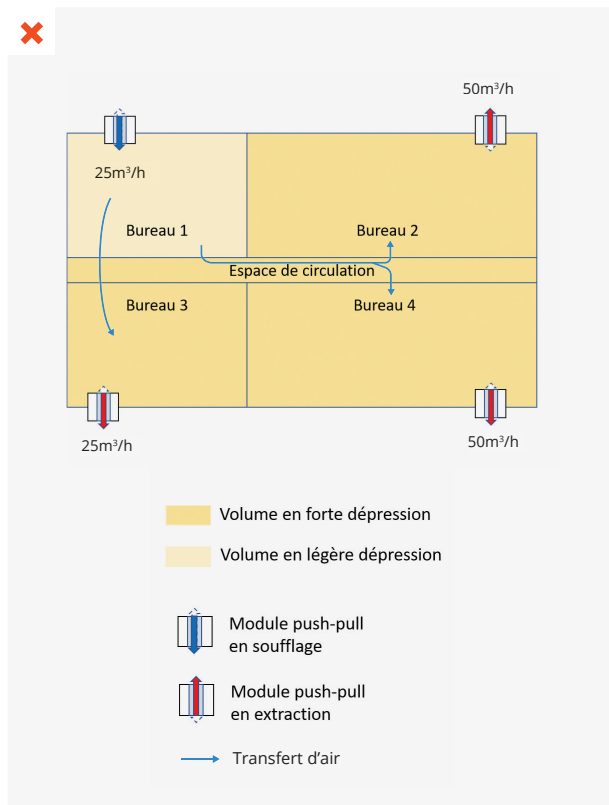 50m³/h
25m³/h
Bureau 1
Bureau 2
Espace de circulation
Bureau 3
Bureau 4
25m³/h
50m³/h
Volume en forte dépression
Volume en légère dépression
Module push-pull
en soufflage
Module push-pull
en extraction
Transfert d'air